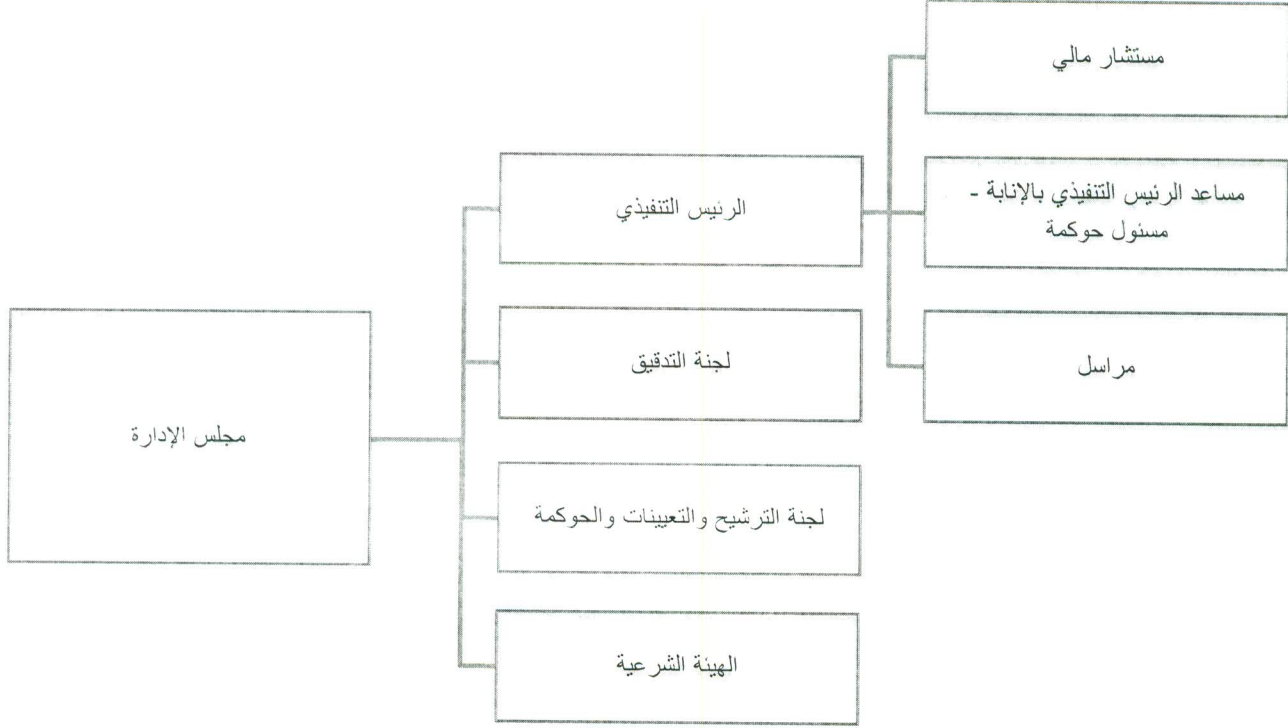 مجلس الإدارة
الرئيس التنفيذي
لجنة التدقيق
لجنة الترشيح والتعيينات والحوكمة
الهيئة الشرعية
مستشار مالي
مساعد الرئيس التنفيذي بالإنابة -
مسئول حوكمة
مراسل